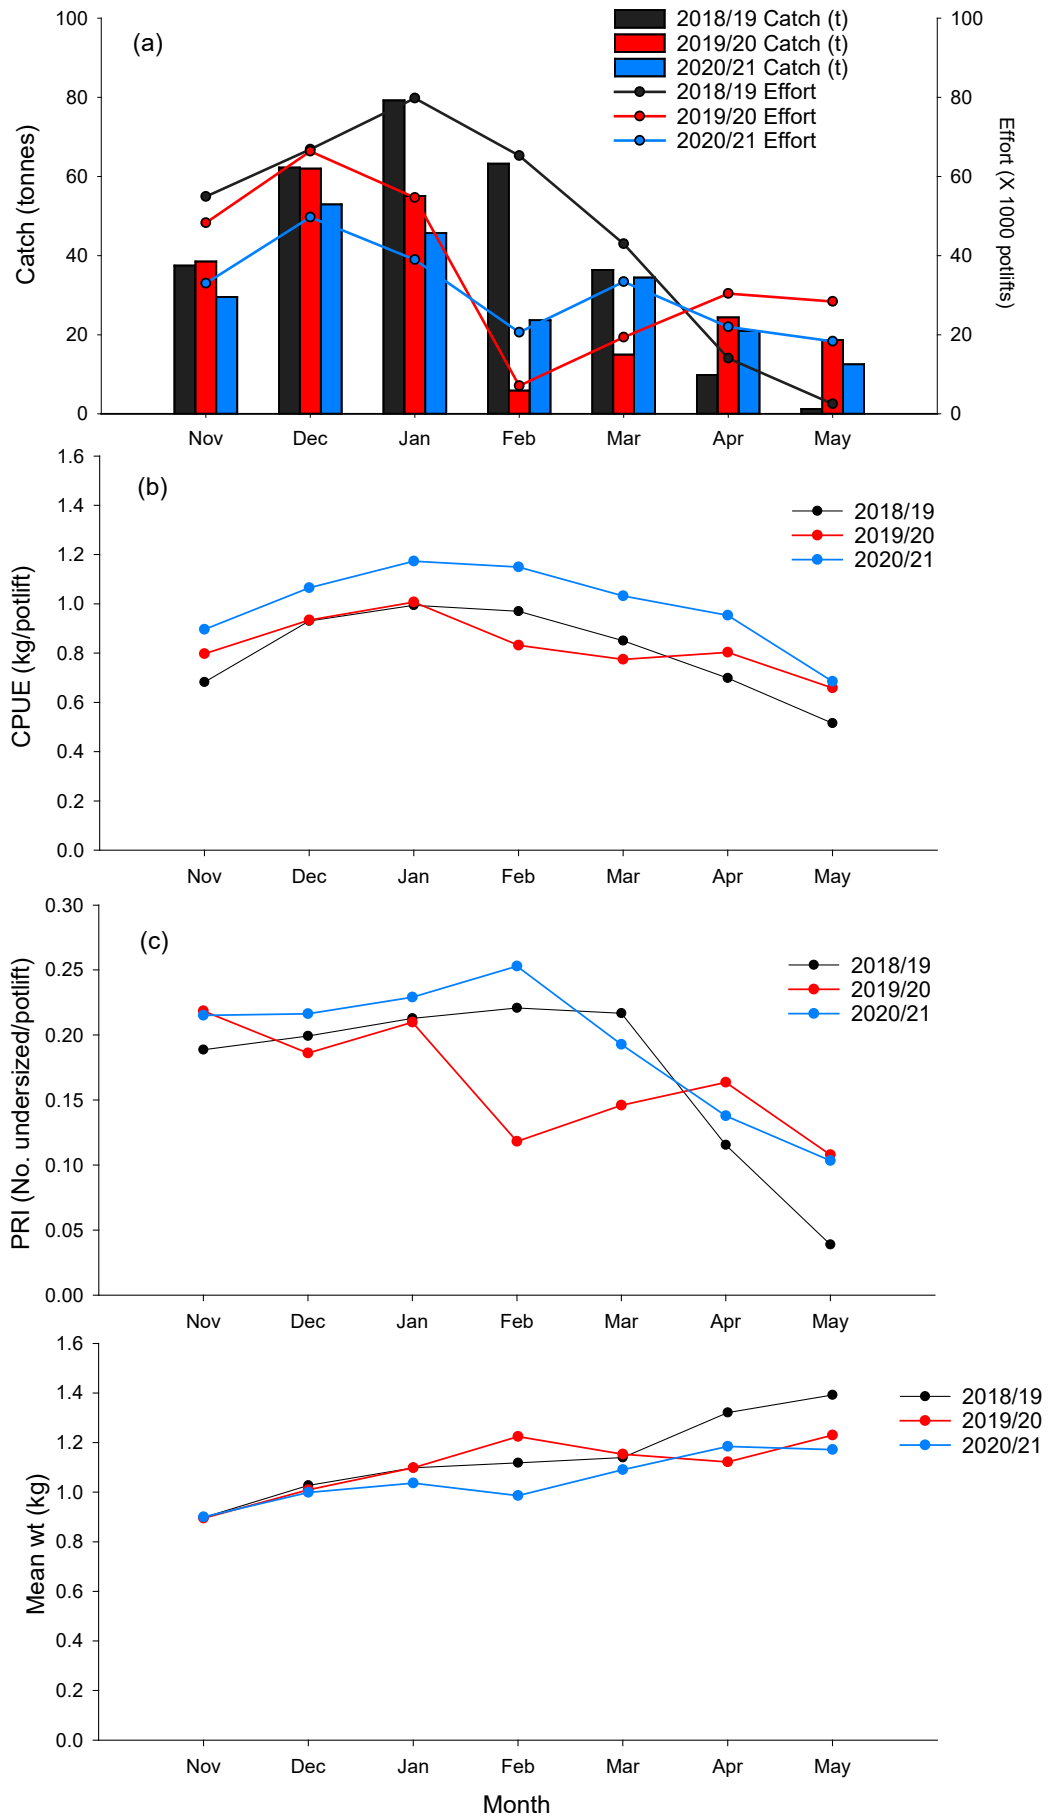 100
80
60
40
20
0
Catch (tonnes)
(a)
2018/19 Catch (t)
2019/20 Catch (t)
2020/21 Catch (t)
2018/19 Effort
2019/20 Effort
2020/21 Effort
100
80
60
40
20
0
Effort (X 1000 potlifts)
Nov Dec Jan Feb Mar Apr May
1.6
1.4
1.2
1.0
0.8
0.6
0.4
0.2
0.0
CPUE (kg/potlift)
(b)
2018/19
2019/20
2020/21
Nov Dec Jan Feb Mar Apr May
0.30
0.25
0.20
0.15
0.10
0.05
0.00
PRI (No. undersized/potlift)
(c)
2018/19
2019/20
2020/21
Nov Dec Jan Feb Mar Apr May
1.6
1.4
1.2
1.0
0.8
0.6
0.4
0.2
0.0
Mean wt (kg)
2018/19
2019/20
2020/21
Nov Dec Jan Feb Mar Apr May
Month